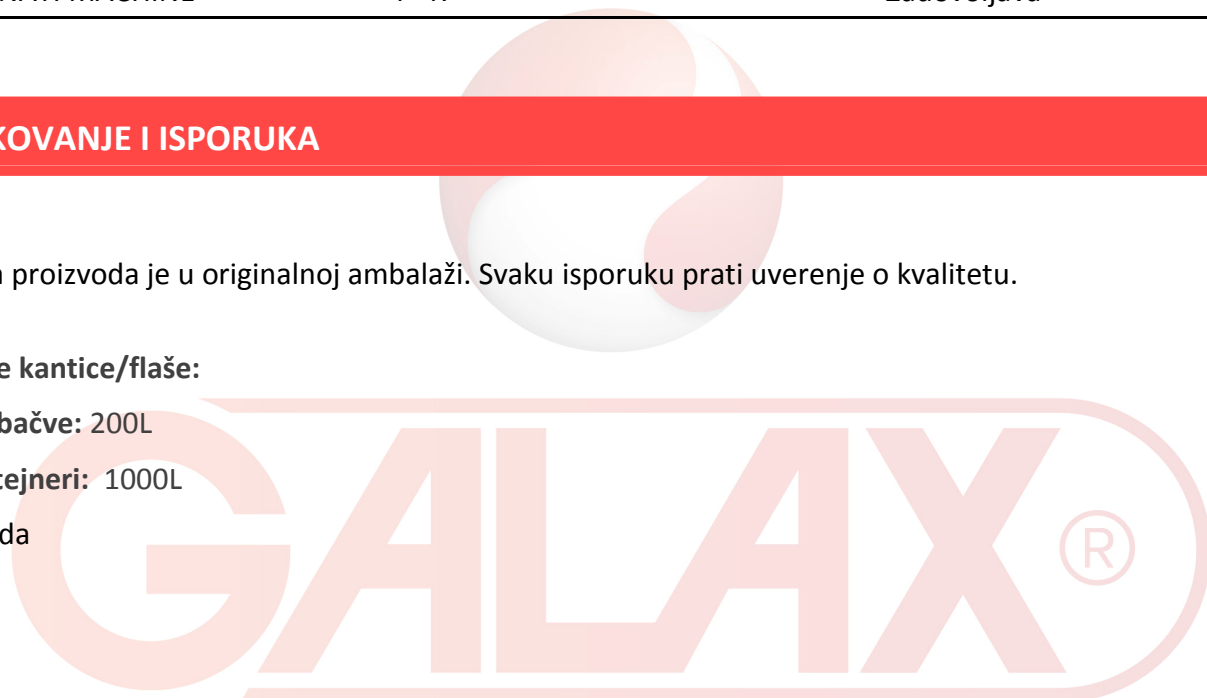 KOVANJE I ISPORUKA
proizvoda je u originalnoj ambalaži. Svaku isporuku prati uverenje o kvalitetu.
e kantice/flaše:
bačve: 200L
tejneri: 1000L
da
GALAX®